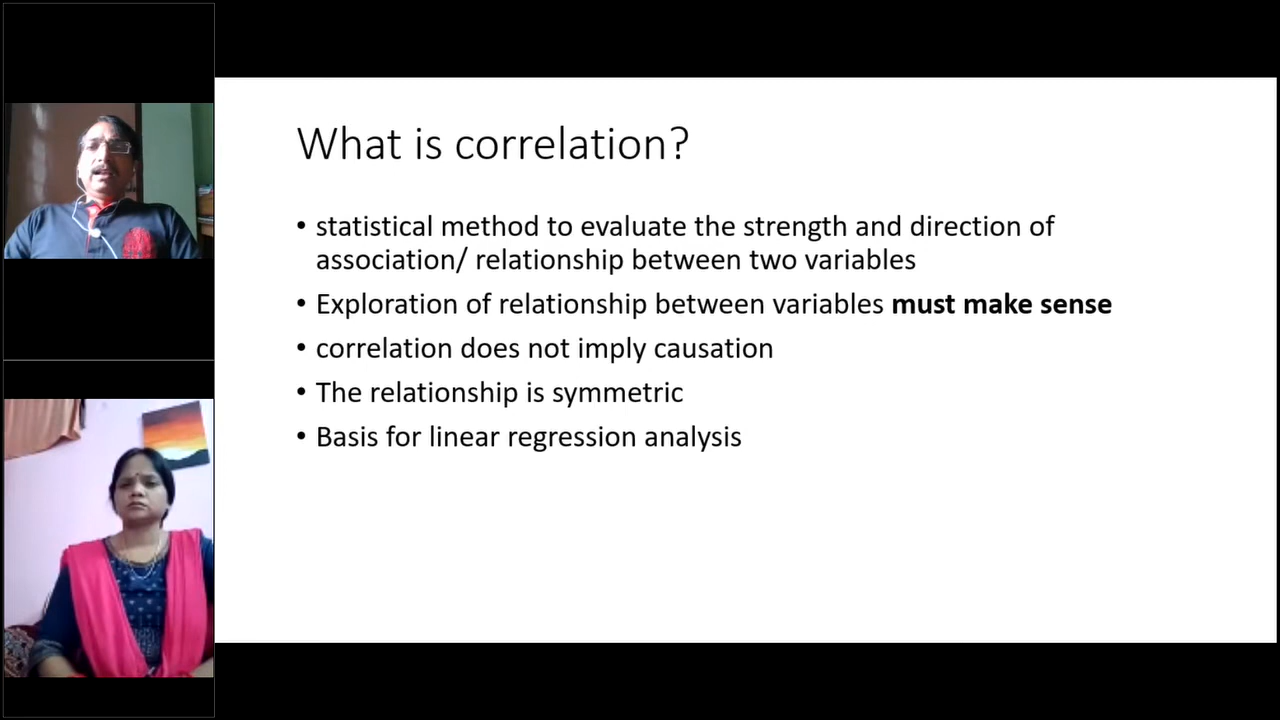 What is correlation?
• statistical method to evaluate the strength and direction of
association/ relationship between two variables
• Exploration of relationship between variables must make sense
• correlation does not imply causation
• The relationship is symmetric
• Basis for linear regression analysis